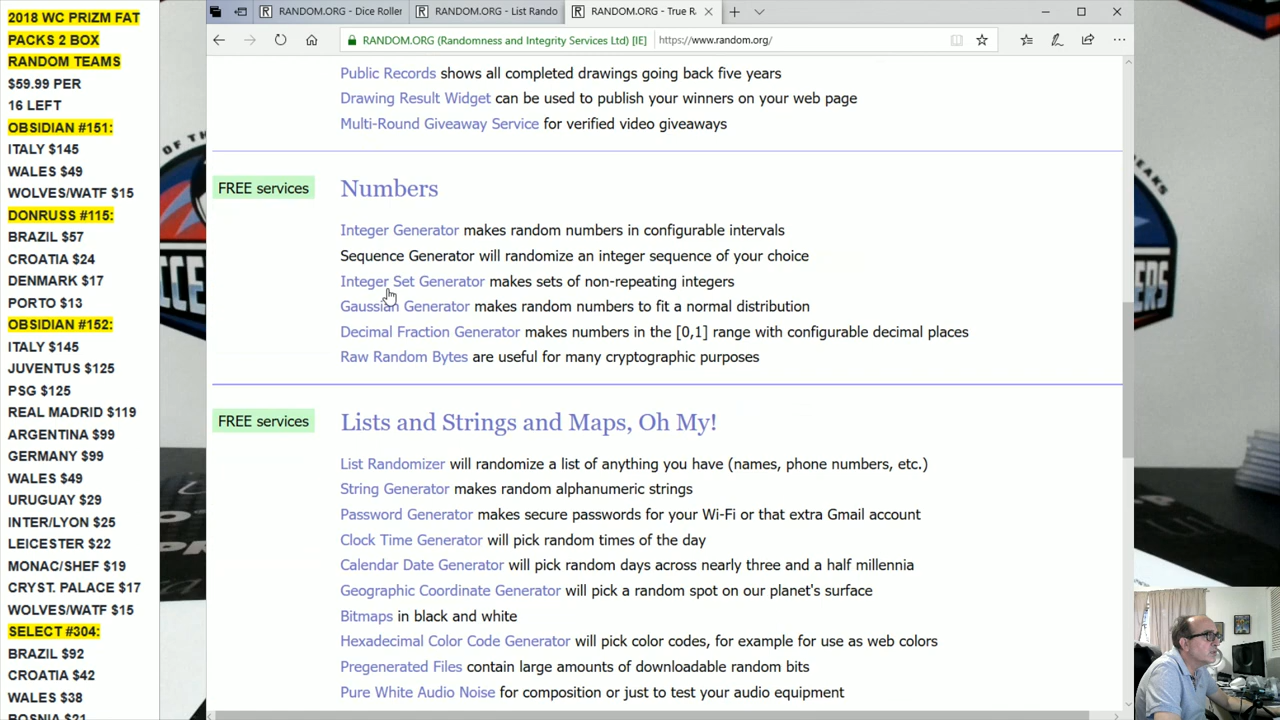 2018 WC PRIZM FAT
PACKS 2 BOX
RANDOM TEAMS
$59.99 PER
16 LEFT
OBSIDIAN #151:
ITALY $145
WALES $49
WOLVES/WATF $15
DONRUSS #115:
BRAZIL $57
CROATIA $24
DENMARK $17
PORTO $13
OBSIDIAN #152:
ITALY $145
JUVENTUS $125
PSG $125
REAL MADRID $119
ARGENTINA $99
GERMANY $99
WALES $49
URUGUAY $29
INTER/LYON $25
LEICESTER $22
MONAC/SHEF $19
CRYST. PALACE $17
WOLVES/WATF $15
SELECT #304:
BRAZIL $92
CROATIA $42
WALES $38
BOSNIA $21
RANDOM.ORG - Dice Roller
RANDOM.ORG - List Rando
RANDOM.ORG - True R
RANDOM.ORG (Randomness and Integrity Services Ltd) [IE]
https://www.random.org/
Public Records shows all completed drawings going back five years
Drawing Result Widget can be used to publish your winners on your web page
Multi-Round Giveaway Service for verified video giveaways
FREE services
Numbers
Integer Generator makes random numbers in configurable intervals
Sequence Generator will randomize an integer sequence of your choice
Integer Set Generator makes sets of non-repeating integers
Gaussian Generator makes random numbers to fit a normal distribution
Decimal Fraction Generator makes numbers in the [0,1] range with configurable decimal places
Raw Random Bytes are useful for many cryptographic purposes
FREE services
Lists and Strings and Maps, Oh My!
List Randomizer will randomize a list of anything you have (names, phone numbers, etc.)
String Generator makes random alphanumeric strings
Password Generator makes secure passwords for your Wi-Fi or that extra Gmail account
Clock Time Generator will pick random times of the day
Calendar Date Generator will pick random days across nearly three and a half millennia
Geographic Coordinate Generator will pick a random spot on our planet's surface
Bitmaps in black and white
Hexadecimal Color Code Generator will pick color codes, for example for use as web colors
Pregenerated Files contain large amounts of downloadable random bits
Pure White Audio Noise for composition or just to test your audio equipment